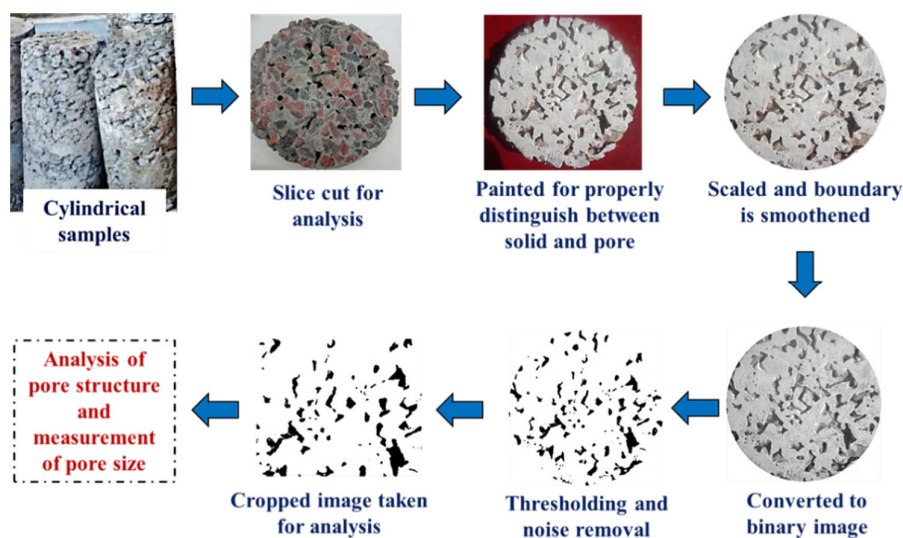 Cylindrical
samples
Slice cut for
analysis
Painted for properly
distinguish between
solid and pore
Scaled and boundary
is smoothened
Converted to
binary image
Thresholding and
noise removal
Cropped image taken
for analysis
Analysis of
pore structure
and
measurement
of pore size